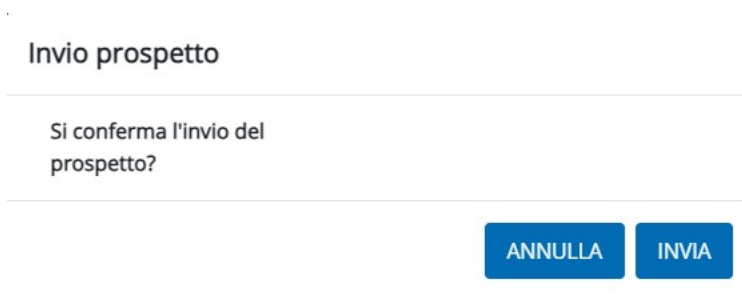 Invio prospetto
Si conferma l'invio del
prospetto?
ANNULLA INVIA